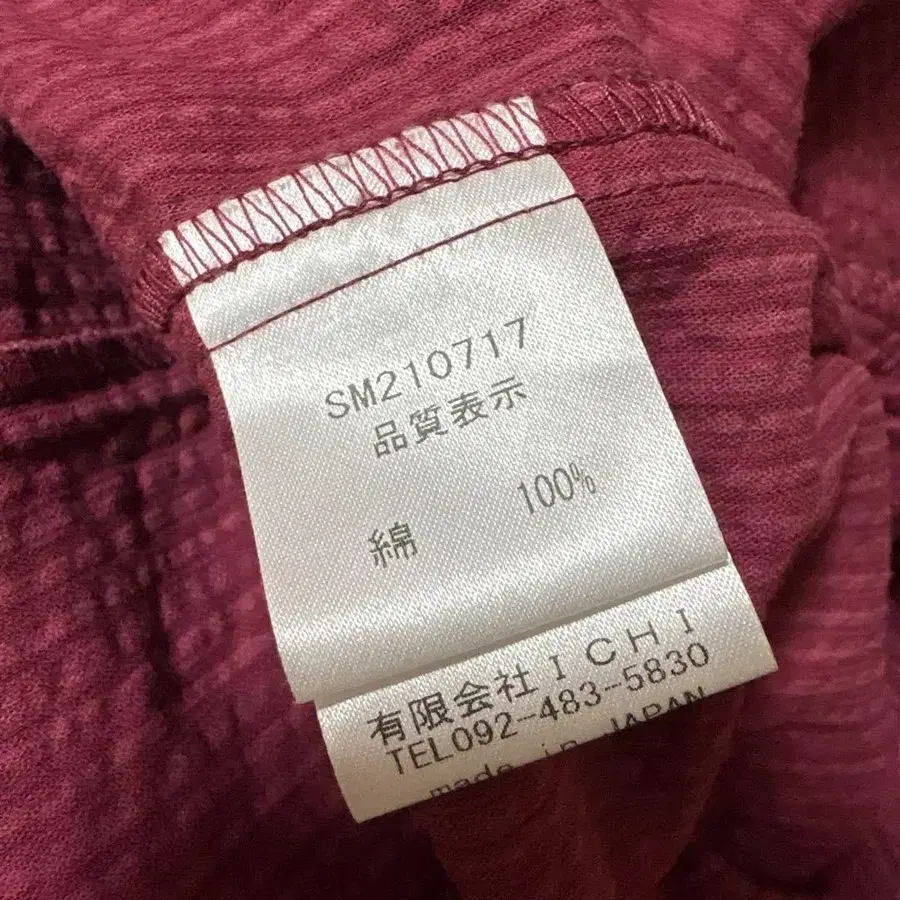 SM210717
品質表示
綿 100%
有限会社ＩＣＨＩ
TEL092-483-5830
made in JAPAN